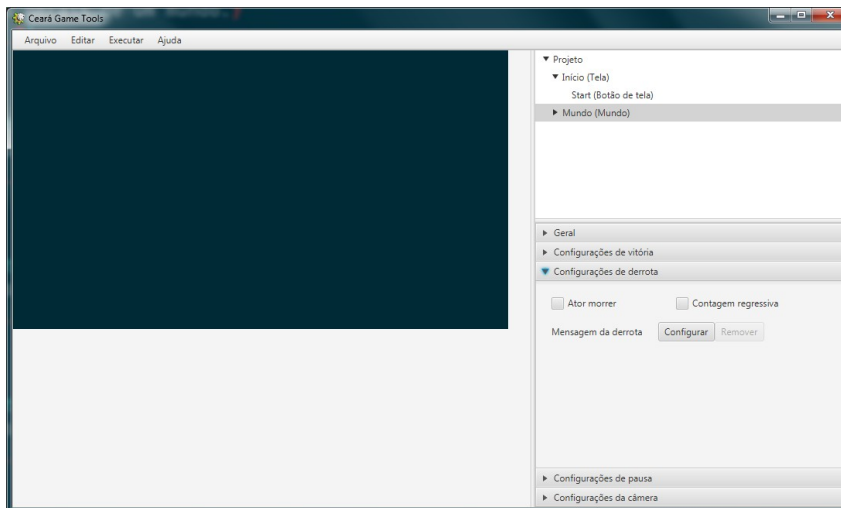 Ceará Game Tools
Arquivo Editar Executar Ajuda
Projeto
Início (Tela)
Start (Botão de tela)
Mundo (Mundo)
Geral
Configurações de vitória
Configurações de derrota
Ator morrer Contagem regressiva
Mensagem da derrota Configurar Remover
Configurações de pausa
Configurações da câmera